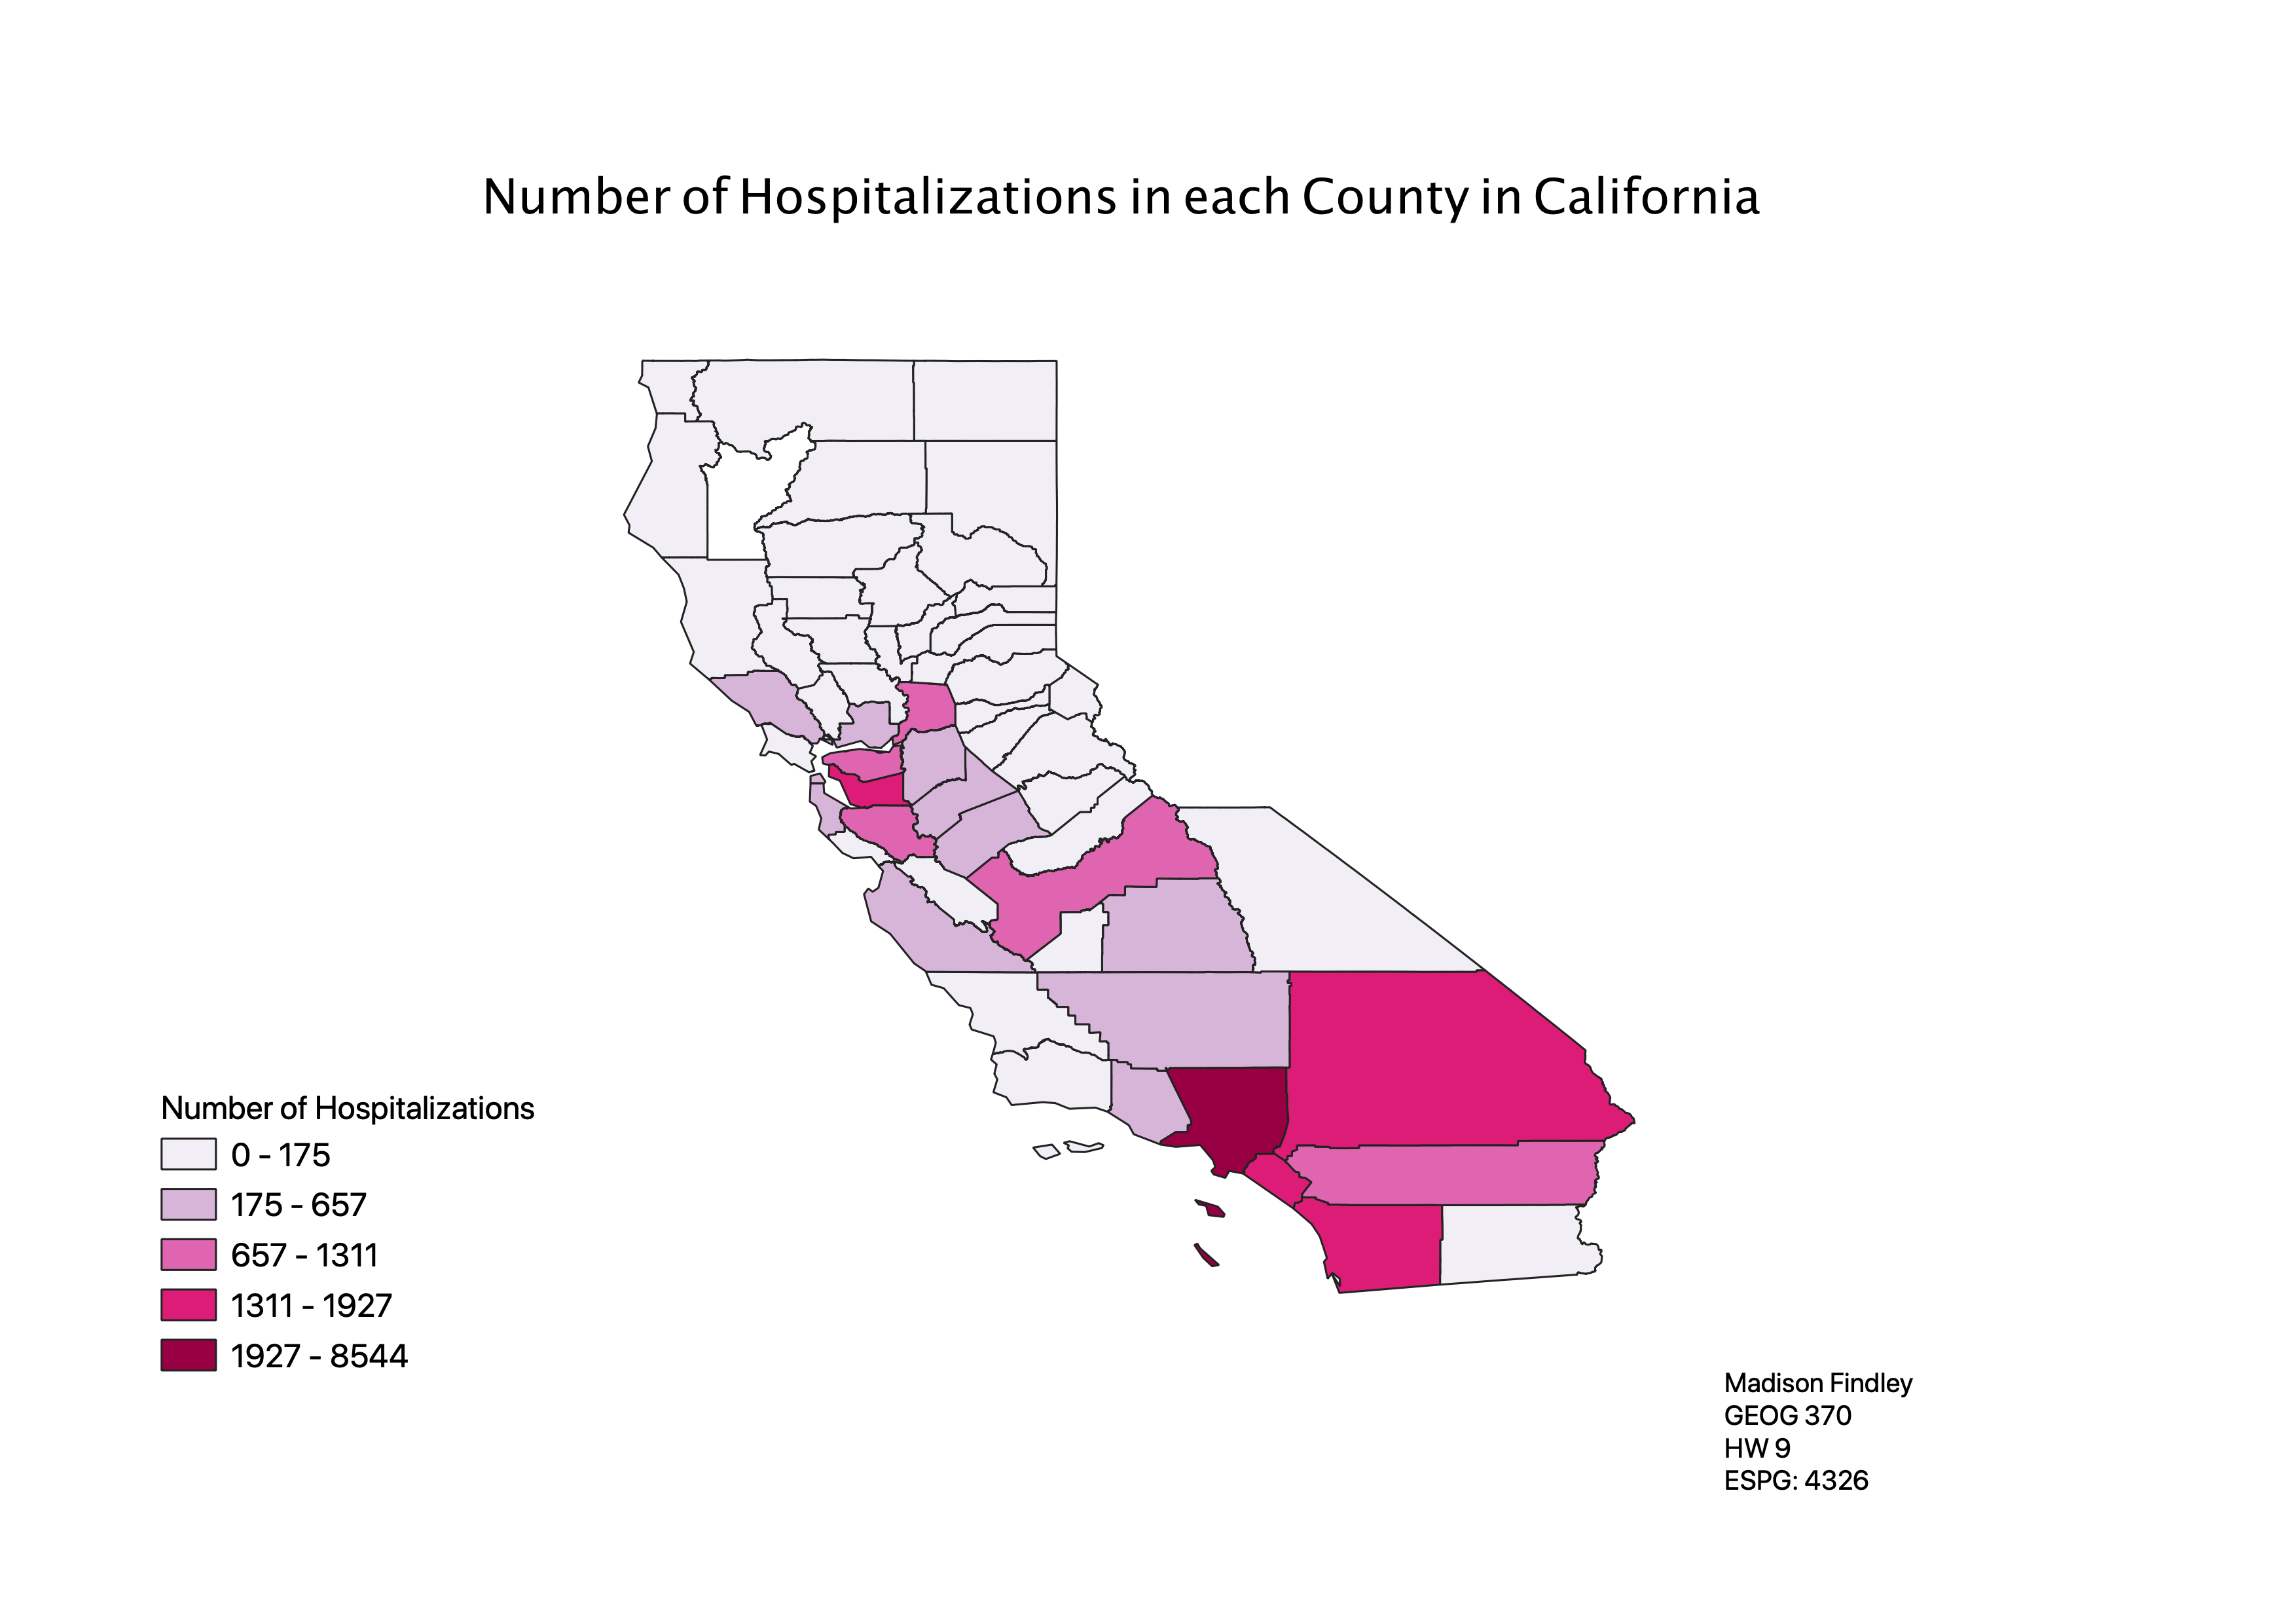 Number of Hospitalizations in each County in California
Number of Hospitalizations
0 - 175
175 - 657
657 - 1311
1311 - 1927
1927 - 8544
Madison Findley
GEOG 370
HW 9
ESPG: 4326